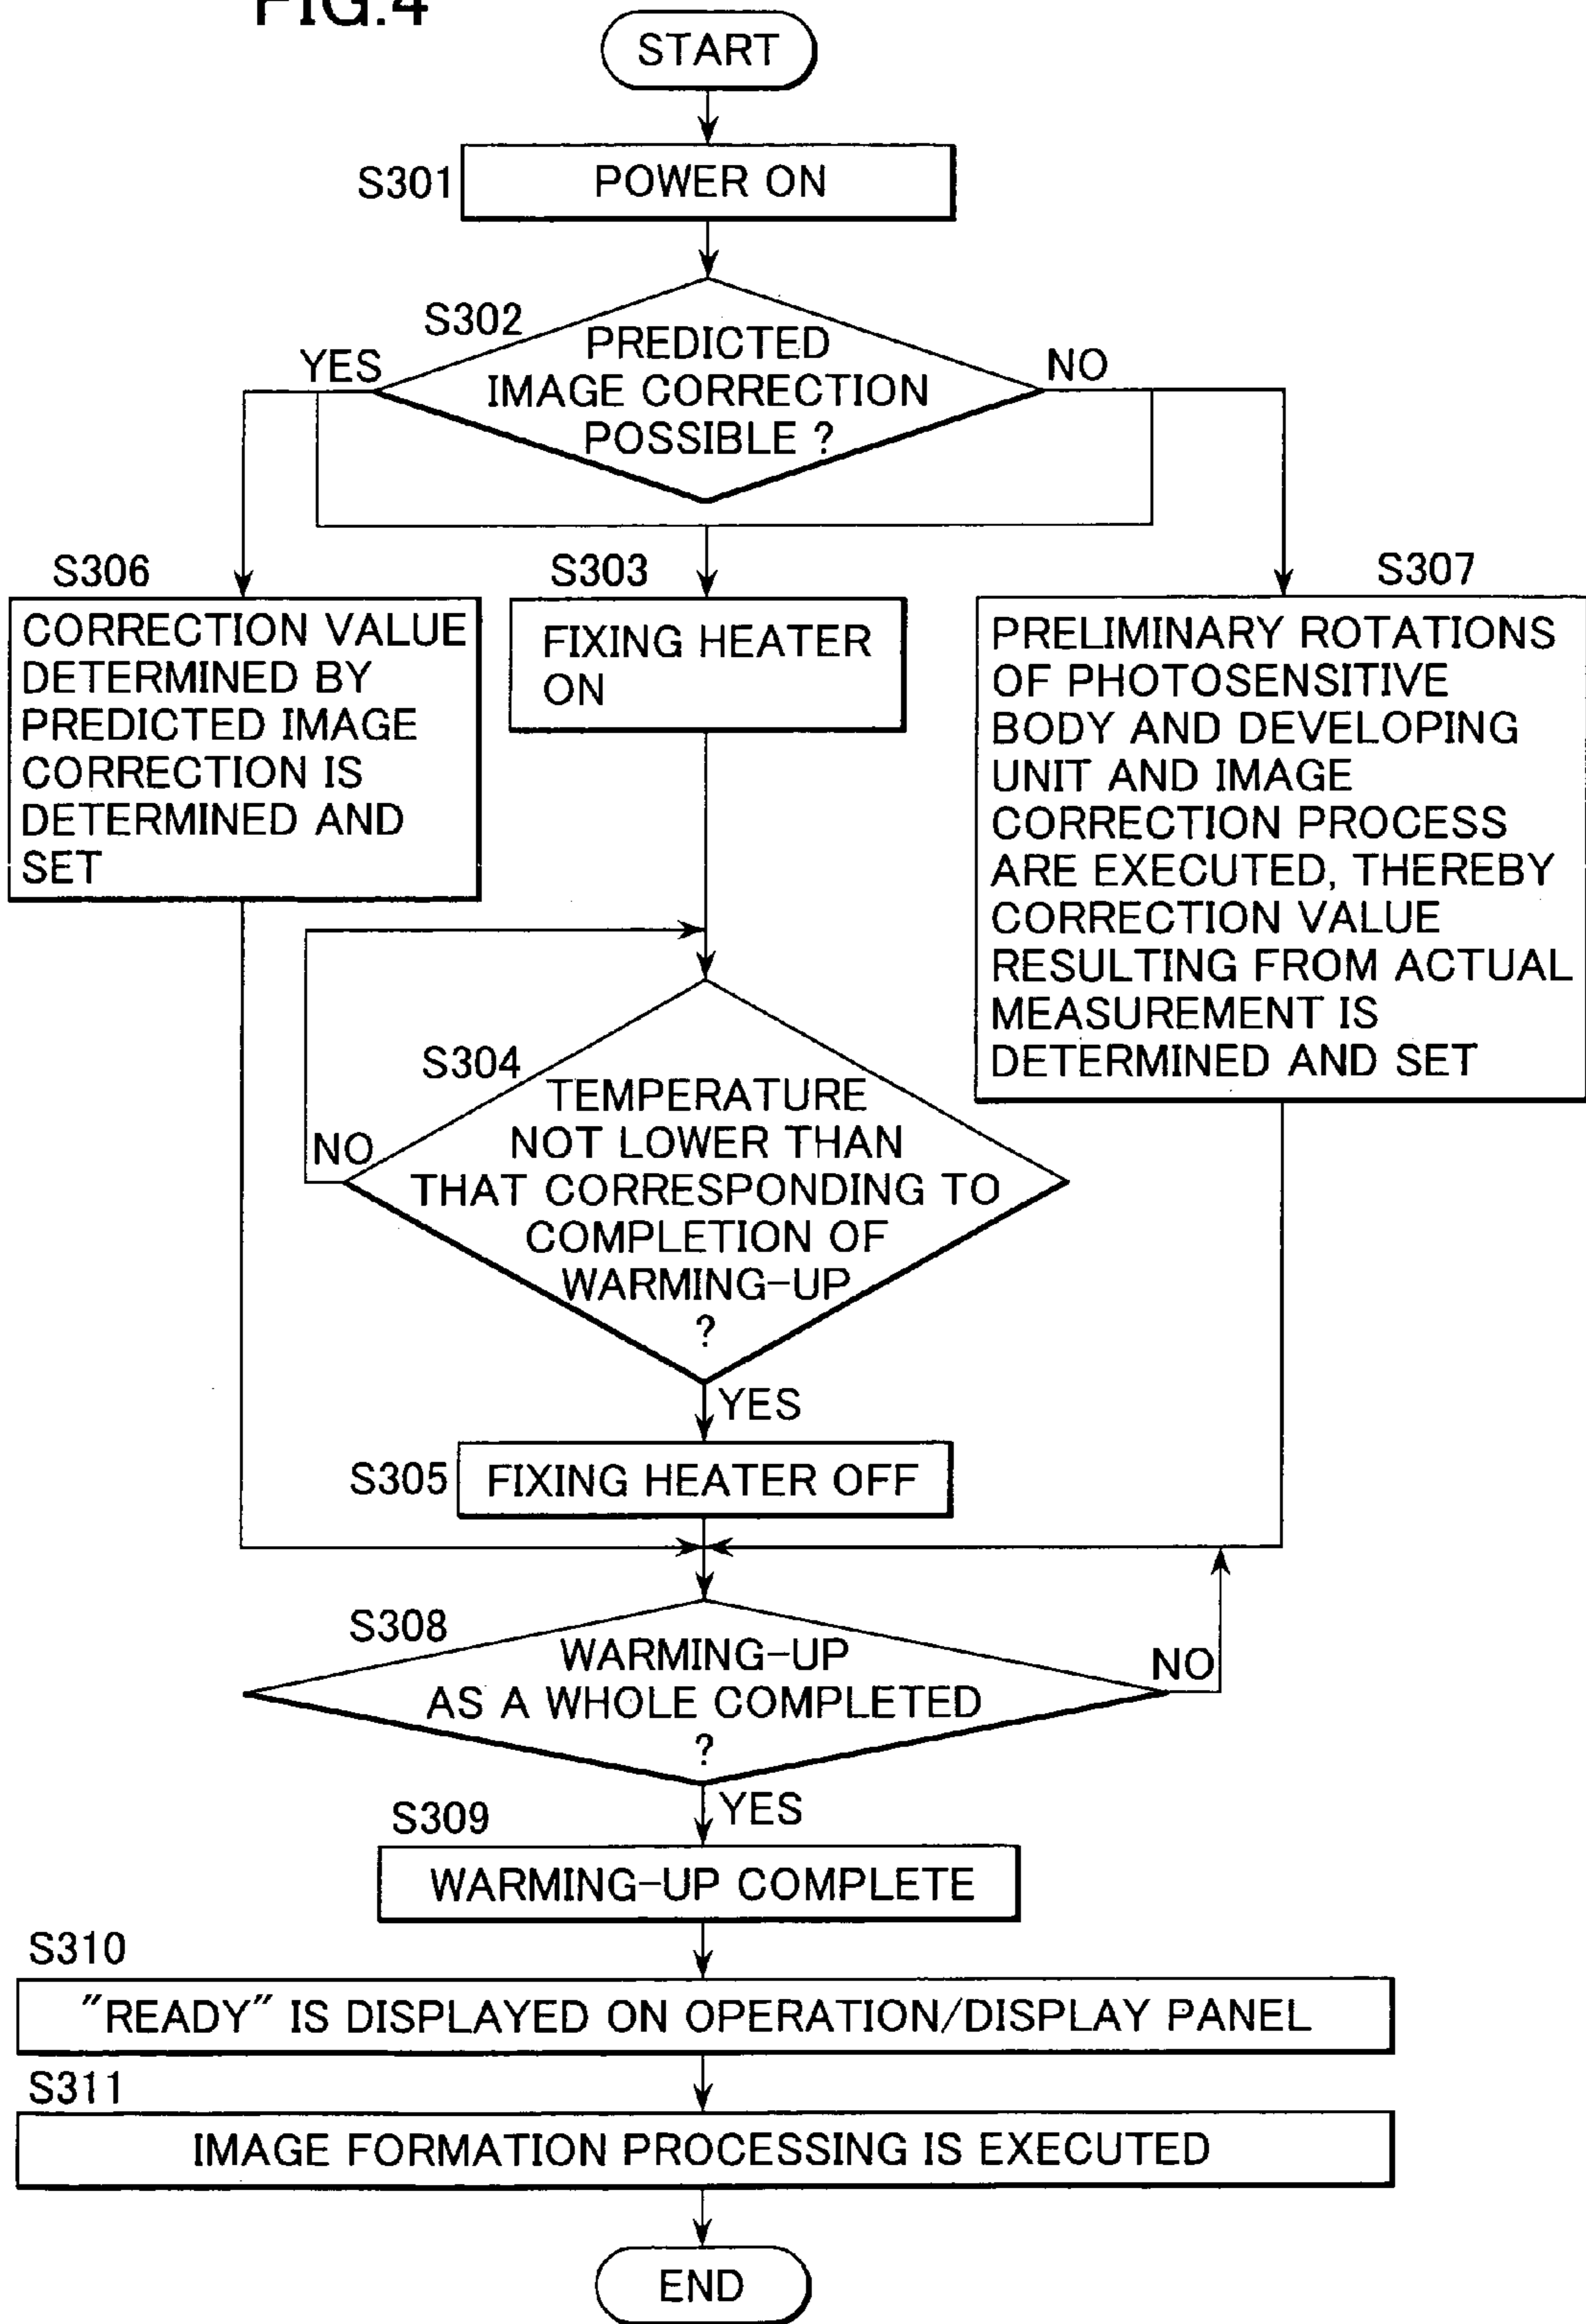 FIG.4
START
S301
POWER ON
S302
PREDICTED
IMAGE CORRECTION
POSSIBLE ?
YES
NO
S306
CORRECTION VALUE
DETERMINED BY
PREDICTED IMAGE
CORRECTION IS
DETERMINED AND
SET
S303
FIXING HEATER
ON
S307
PRELIMINARY ROTATIONS
OF PHOTOSENSITIVE
BODY AND DEVELOPING
UNIT AND IMAGE
CORRECTION PROCESS
ARE EXECUTED, THEREBY
CORRECTION VALUE
RESULTING FROM ACTUAL
MEASUREMENT IS
DETERMINED AND SET
S304
TEMPERATURE
NOT LOWER THAN
THAT CORRESPONDING TO
COMPLETION OF
WARMING-UP
?
NO
YES
S305
FIXING HEATER OFF
S308
WARMING-UP
AS A WHOLE COMPLETED
?
NO
YES
S309
WARMING-UP COMPLETE
S310
"READY" IS DISPLAYED ON OPERATION/DISPLAY PANEL
S311
IMAGE FORMATION PROCESSING IS EXECUTED
END